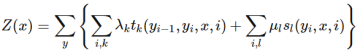 Z(x) = \sum_{y} \left\{ \sum_{i,k} \lambda_k t_k(y_{i-1}, y_i, x, i) + \sum_{i,l} \mu_l s_l(y_i, x, i) \right\}